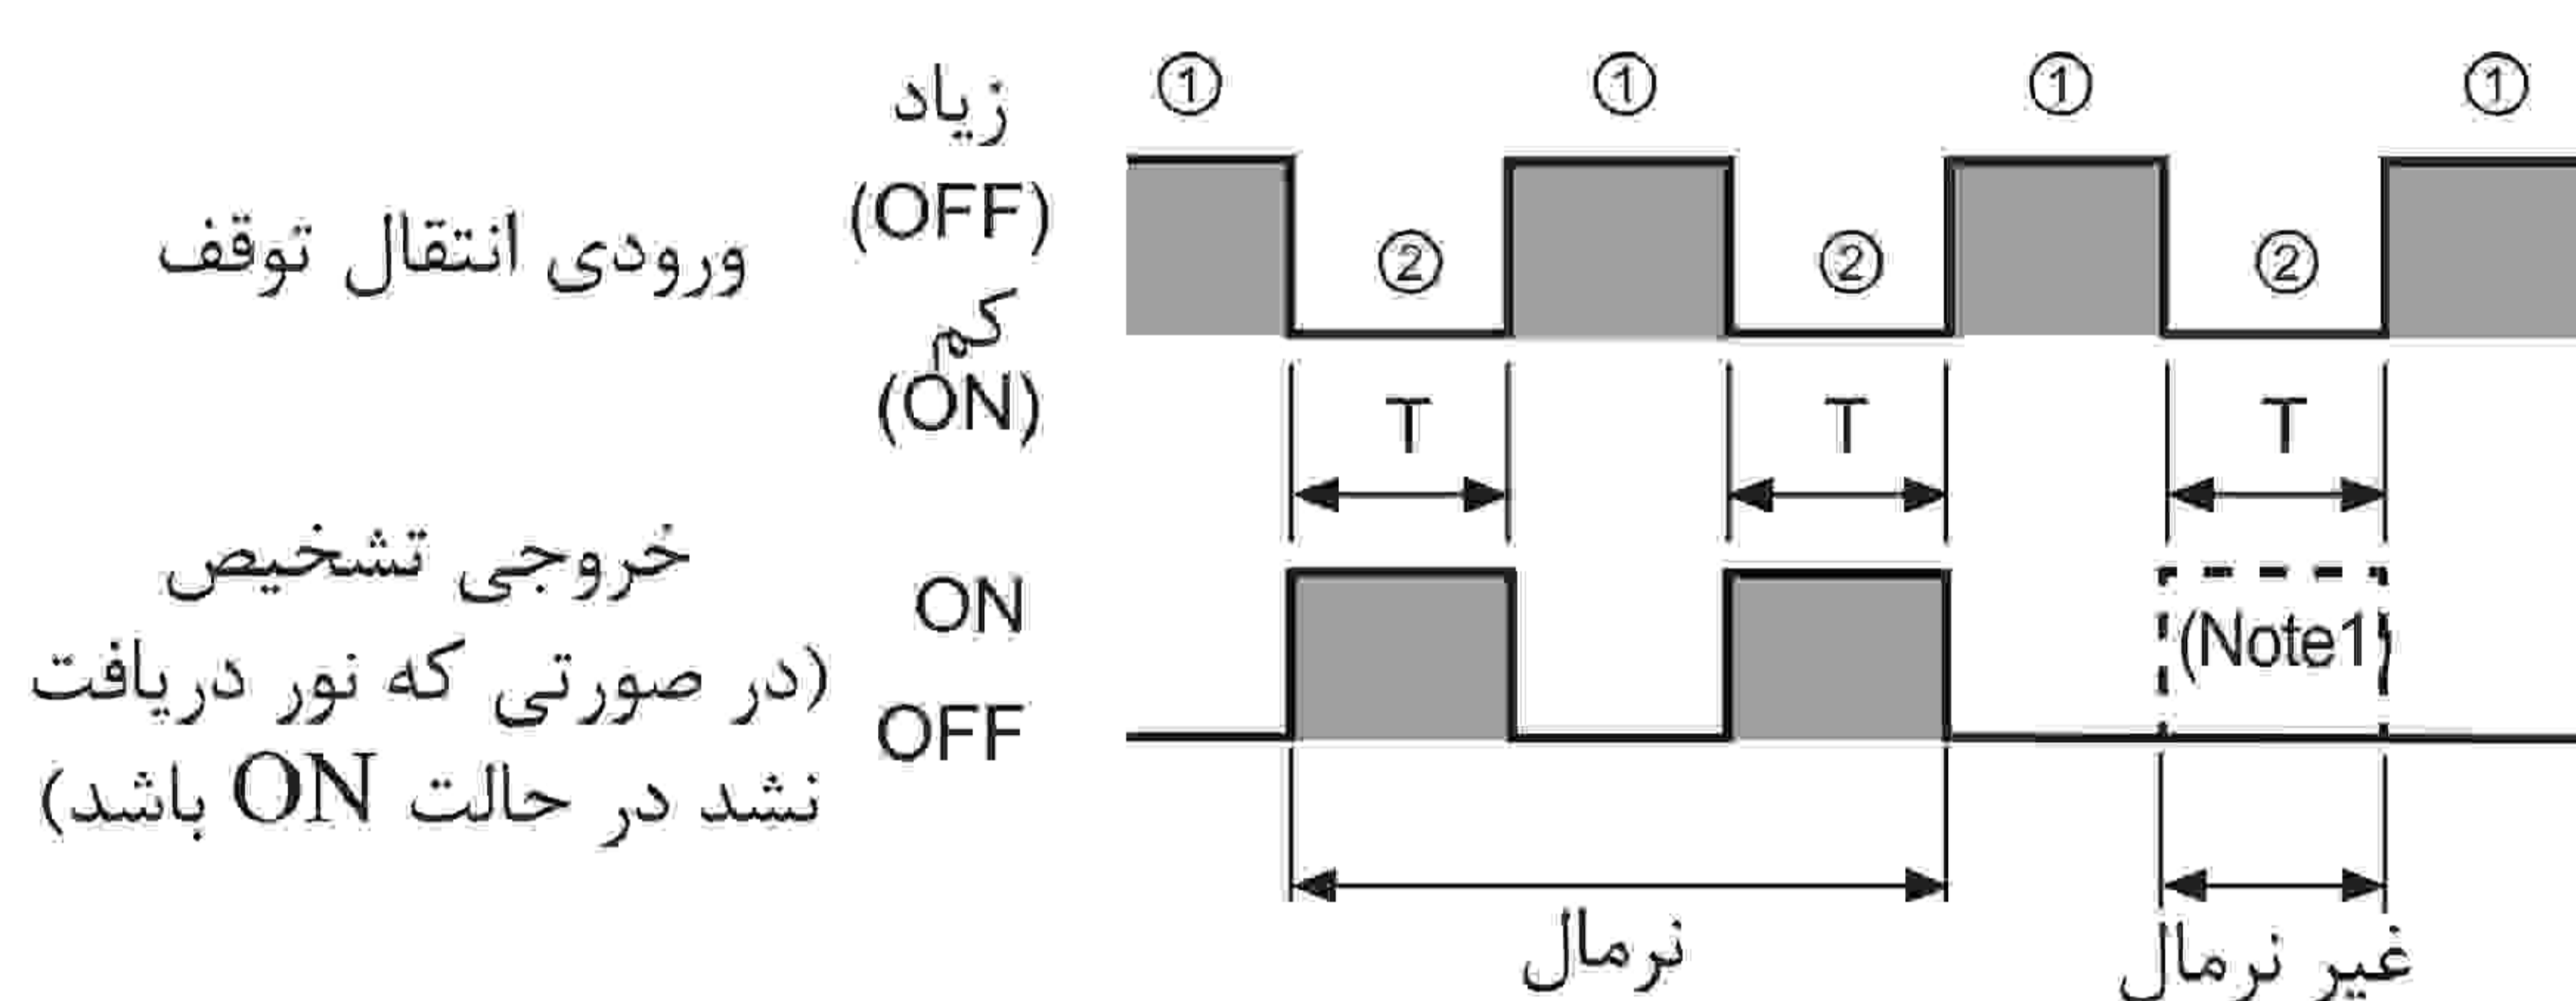 ① ① ① ①
زیاد
(OFF)
ورودی انتقال توقف
② ② ②
کم
(ON)
T T T
خروجی تشخیص
(در صورتی که نور دریافت
نشد در حالت ON باشد)
ON
OFF
(Note1)
نرمال
غیر نرمال